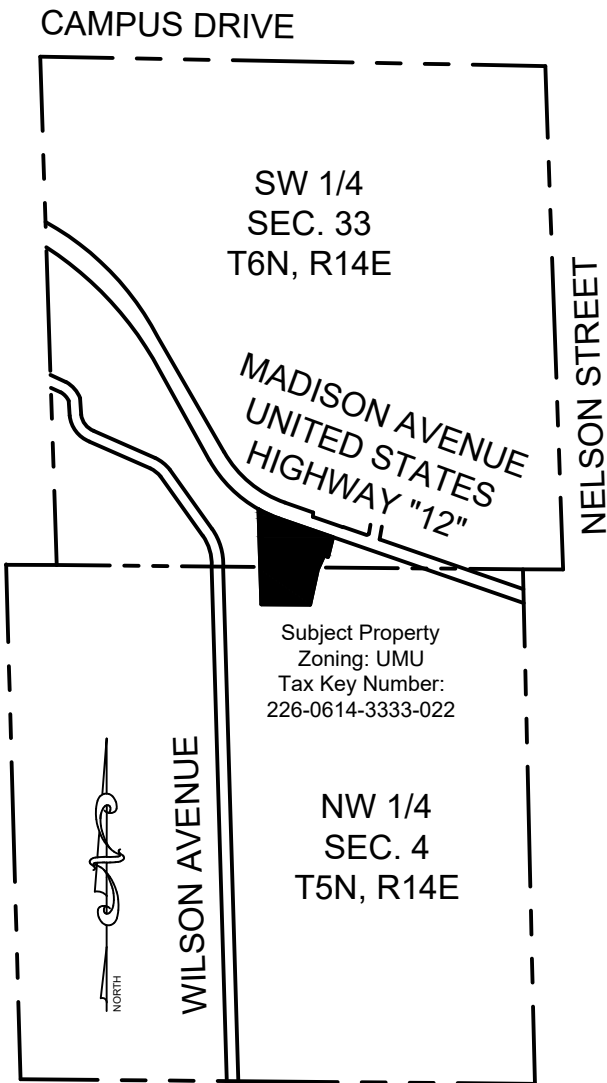 CAMPUS DRIVE
SW 1/4
SEC. 33
T6N, R14E
NELSON STREET
MADISON AVENUE
UNITED STATES
HIGHWAY "12"
Subject Property
Zoning: UMU
Tax Key Number:
226-0614-3333-022
WILSON AVENUE
NW 1/4
SEC. 4
T5N, R14E
NORTH